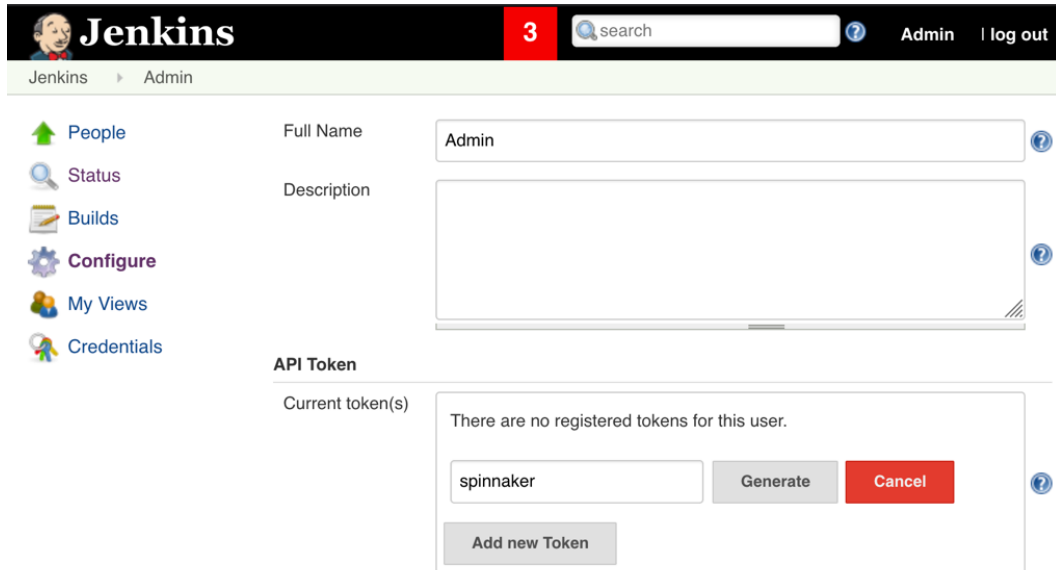 Jenkins
3
search
Admin
| log out
Jenkins
Admin
People
Status
Builds
Configure
My Views
Credentials
Full Name
Admin
Description
API Token
Current token(s)
There are no registered tokens for this user.
spinnaker
Generate
Cancel
Add new Token